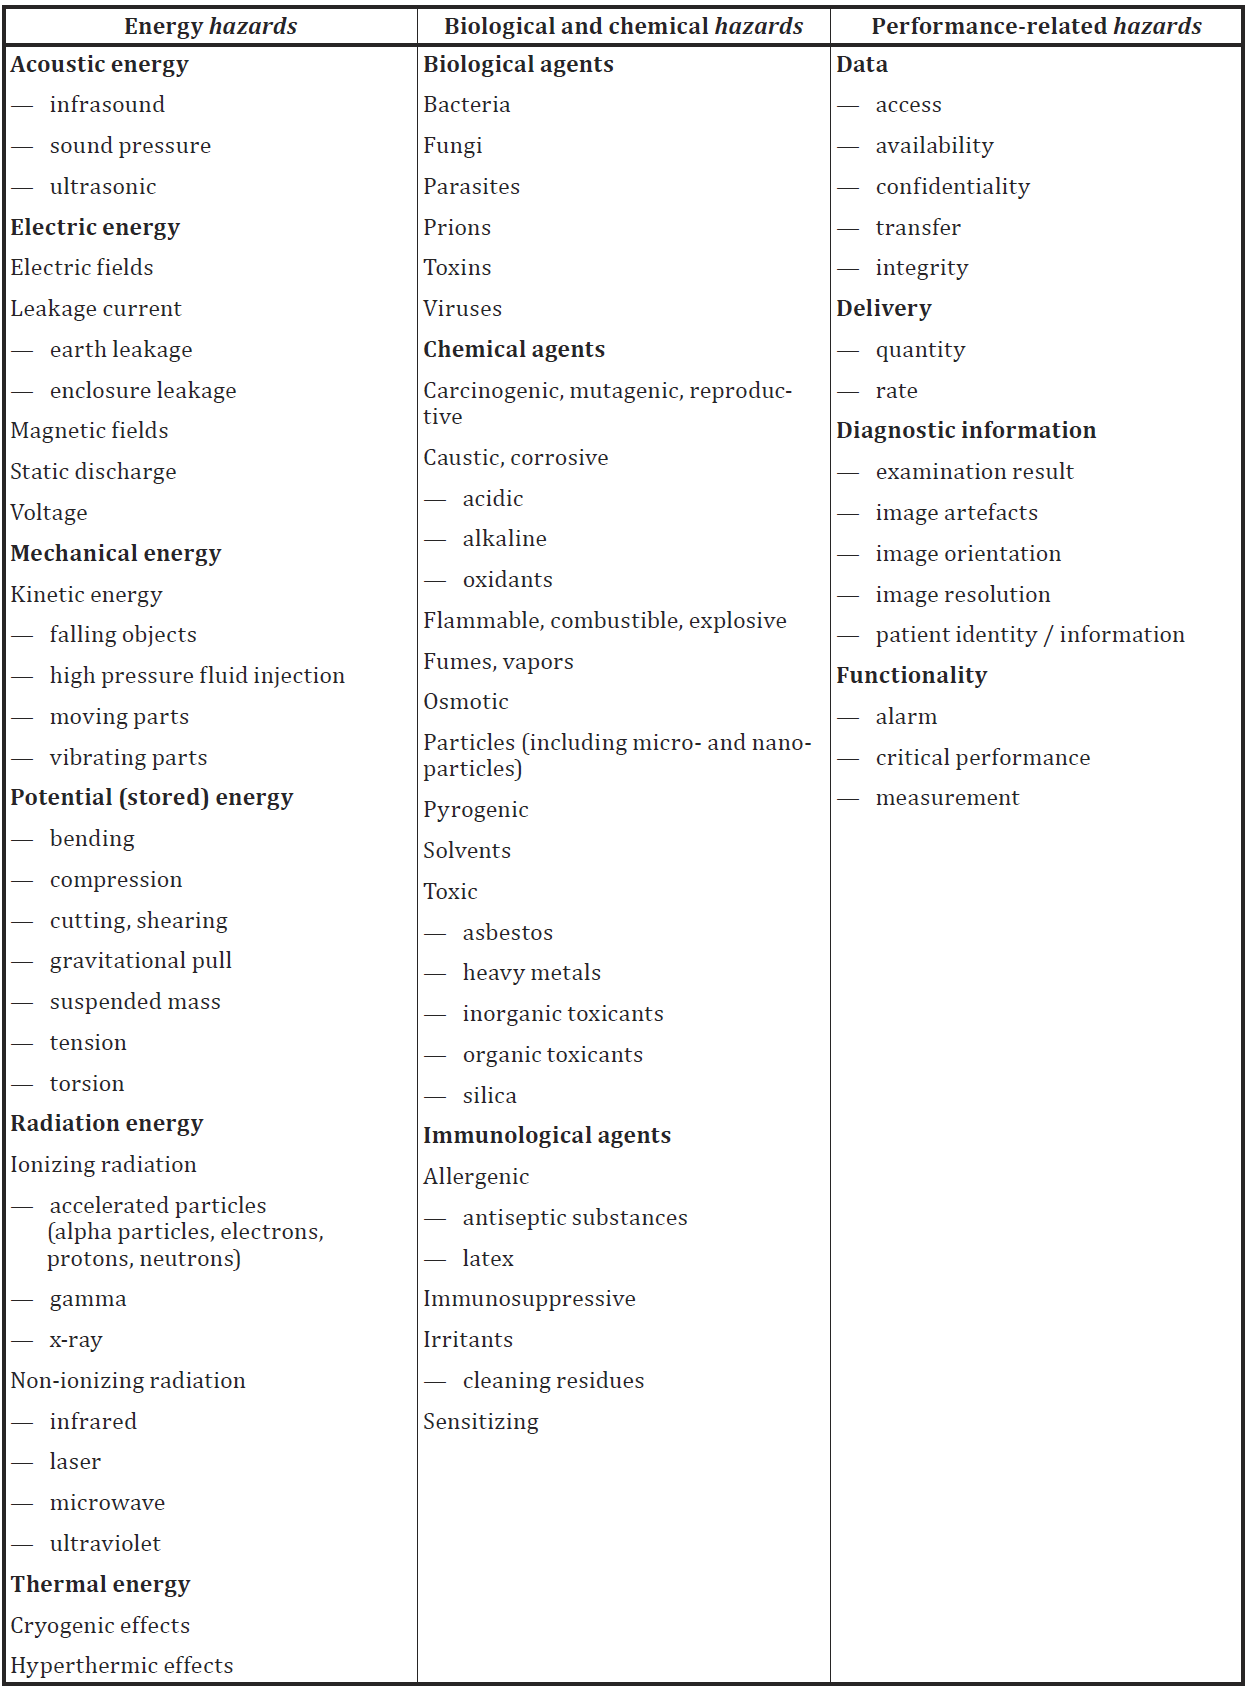 Energy hazards
Acoustic energy
— infrasound
— sound pressure
— ultrasonic
Electric energy
Electric fields
Leakage current
— earth leakage
— enclosure leakage
Magnetic fields
Static discharge
Voltage
Mechanical energy
Kinetic energy
— falling objects
— high pressure fluid injection
— moving parts
— vibrating parts
Potential (stored) energy
— bending
— compression
— cutting, shearing
— gravitational pull
— suspended mass
— tension
— torsion
Radiation energy
Ionizing radiation
— accelerated particles
(alpha particles, electrons,
protons, neutrons)
— gamma
— x-ray
Non-ionizing radiation
— infrared
— laser
— microwave
— ultraviolet
Thermal energy
Cryogenic effects
Hyperthermic effects
Biological and chemical hazards
Biological agents
Bacteria
Fungi
Parasites
Prions
Toxins
Viruses
Chemical agents
Carcinogenic, mutagenic, reproduc-
tive
Caustic, corrosive
— acidic
— alkaline
— oxidants
Flammable, combustible, explosive
Fumes, vapors
Osmotic
Particles (including micro- and nano-
particles)
Pyrogenic
Solvents
Toxic
— asbestos
— heavy metals
— inorganic toxicants
— organic toxicants
— silica
Immunological agents
Allergenic
— antiseptic substances
— latex
Immunosuppressive
Irritants
— cleaning residues
Sensitizing
Performance-related hazards
Data
— access
— availability
— confidentiality
— transfer
— integrity
Delivery
— quantity
— rate
Diagnostic information
— examination result
— image artefacts
— image orientation
— image resolution
— patient identity / information
Functionality
— alarm
— critical performance
— measurement